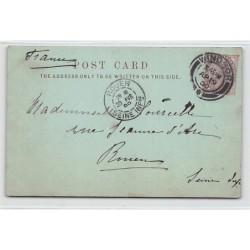 France
POST CARD
THE ADDRESS ONLY TO BE WRITTEN ON THIS SIDE.
WINDSOR
ROUEN
SEINE INF
Mademoiselle
rue Jeanne d'Arc
Rouen
Seine Inf